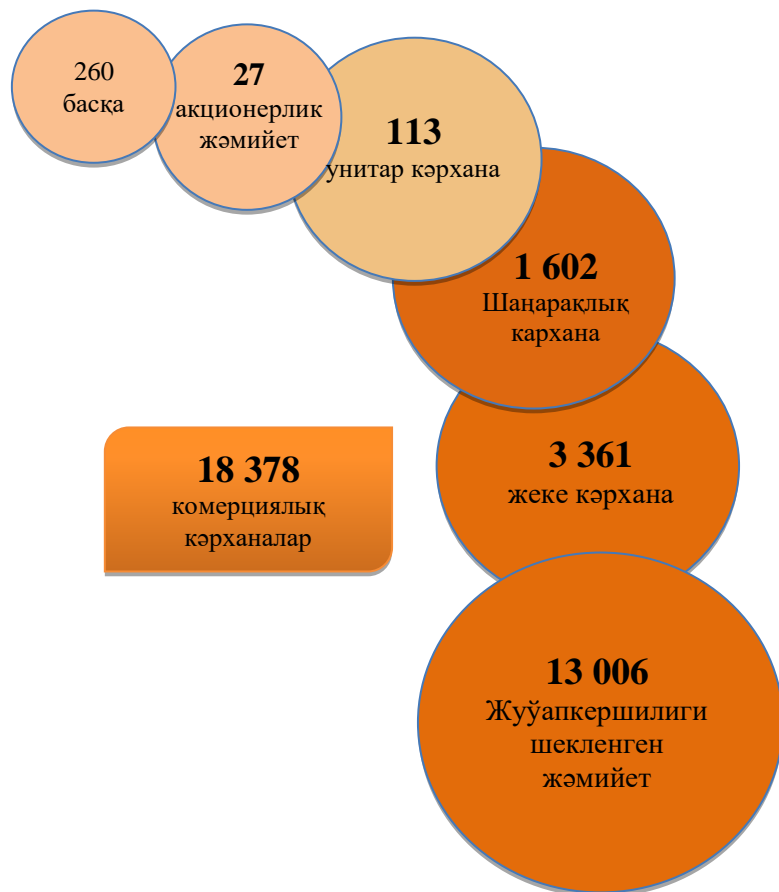 260
басқа
27
акционерлик
жәмийет
113
унитар кәрхана
1 602
Шаңарақлық
кархана
3 361
жеке кәрхана
18 378
комерциялық
кәрханалар
13 006
Жуўапкершилиги
шекленген
жәмийет